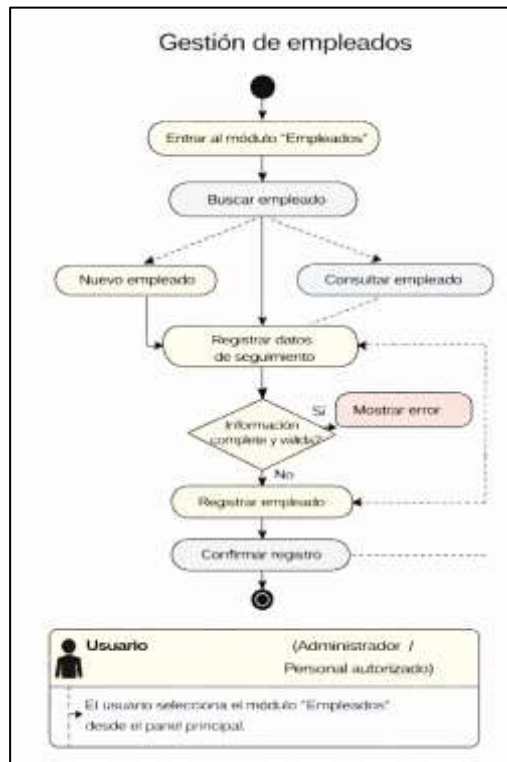 Gestión de empleados
Entrar al módulo "Empleados"
Buscar empleado
Nuevo empleado
Consultar empleado
Registrar datos
de seguimiento
Sí
Mostrar error
Información
complete y valida?
No
Registrar empleado
Confirmar registro
Usuario
(Administrador /
Personal autorizado)
El usuario selecciona el módulo "Empleados"
desde el panel principal.